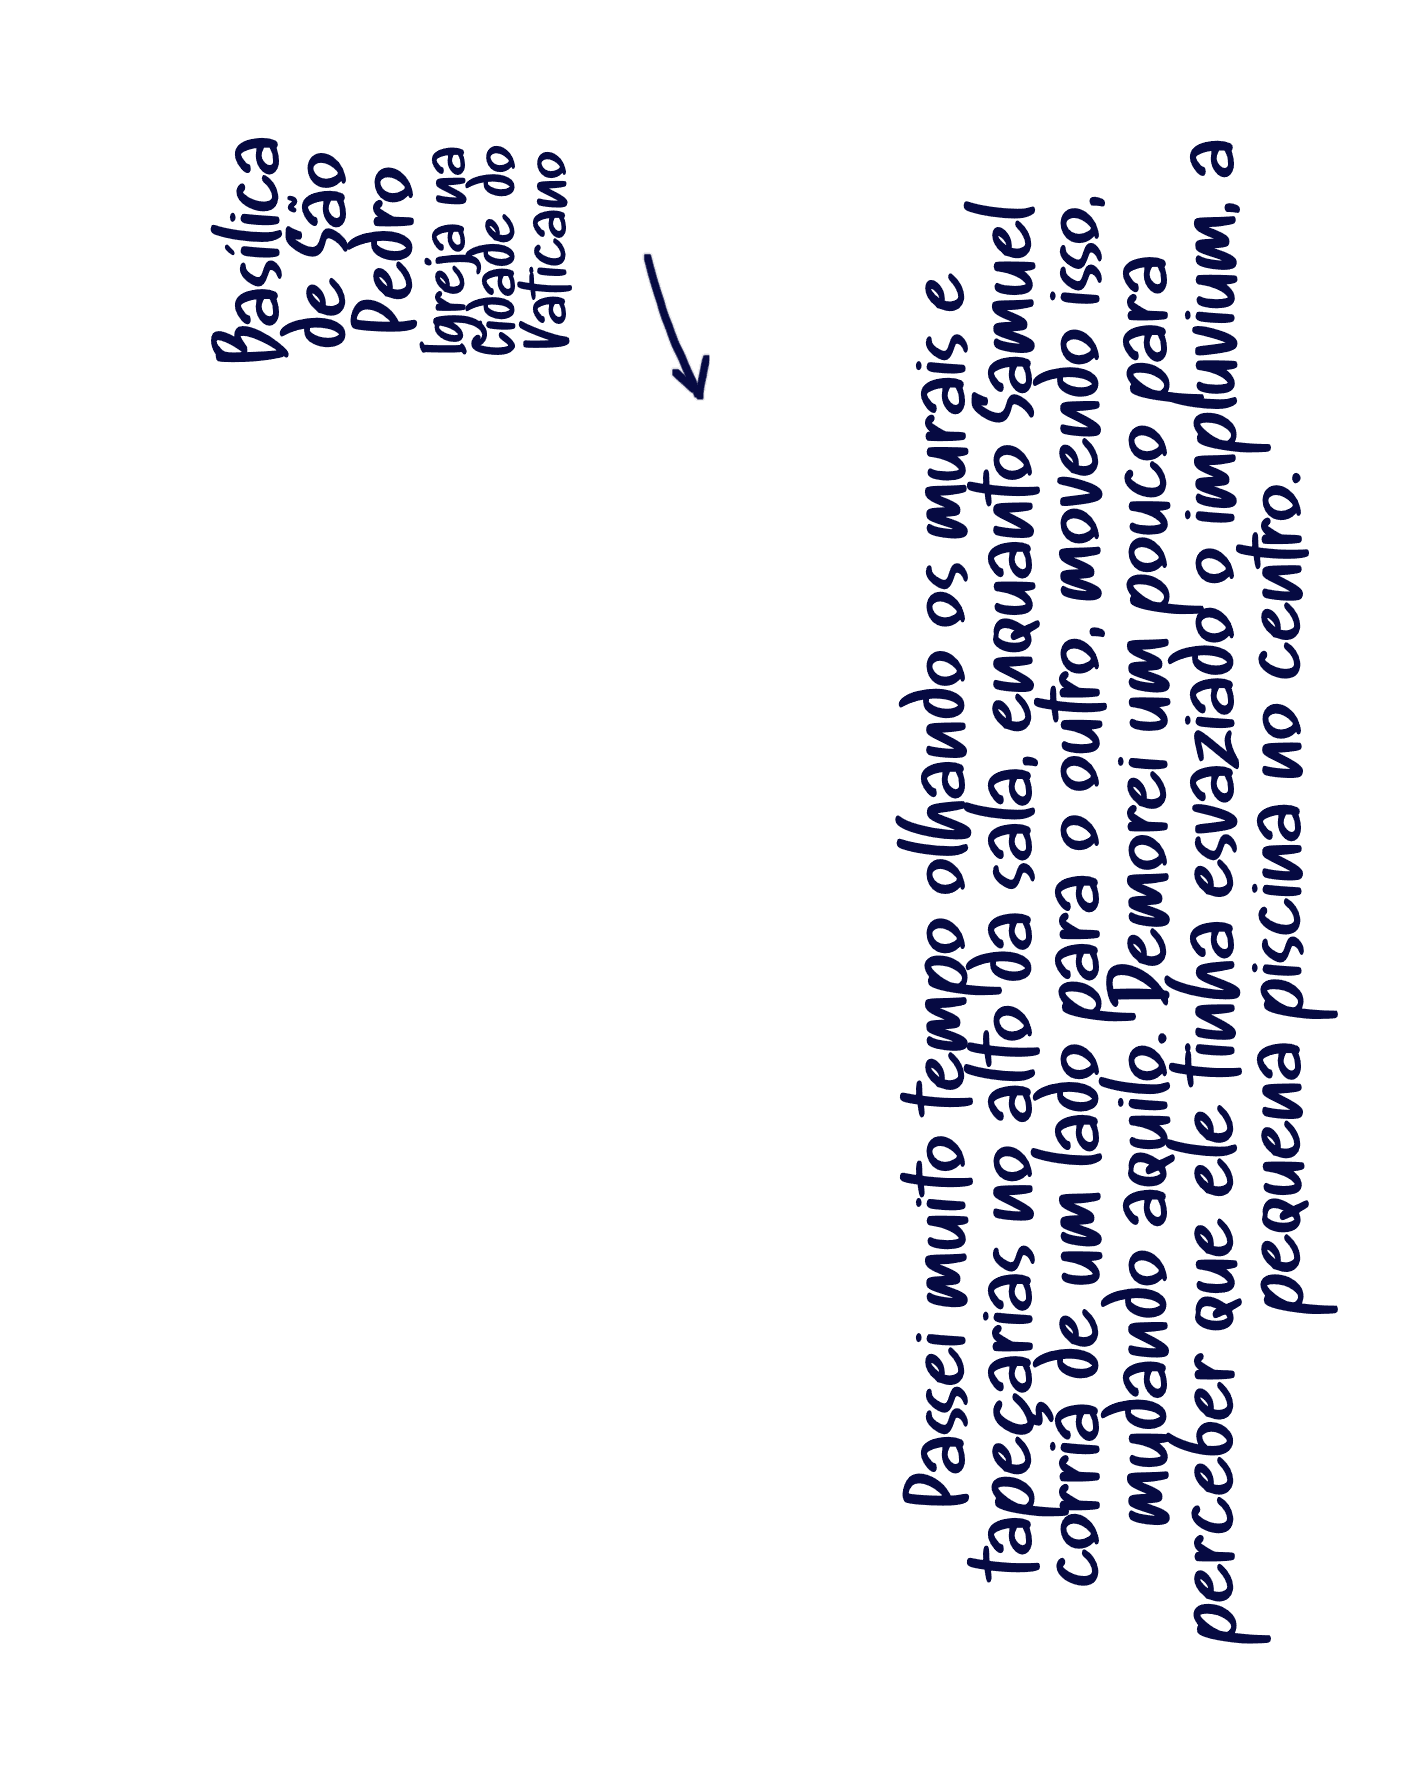 Basílica
de São
Pedro
Igreja na
Cidade do
Vaticano
Passei muito tempo olhando os murais e
tapeçarias no alto da sala, enquanto Samuel
corria de um lado para o outro, movendo isso,
mudando aquilo. Demorei um pouco para
perceber que ele tinha esvaziado o impluvium, a
pequena piscina no centro.